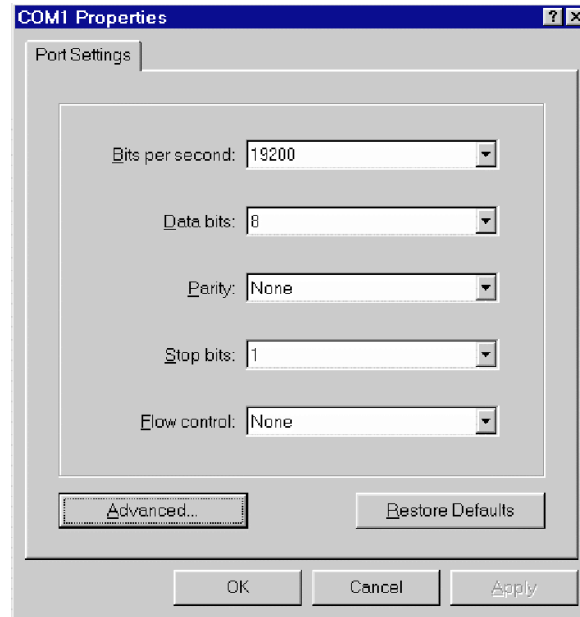 COM1 Properties
Port Settings
Bits per second: 19200
Data bits: 8
Parity: None
Stop bits: 1
Flow control: None
Advanced...
Restore Defaults
OK
Cancel
Apply